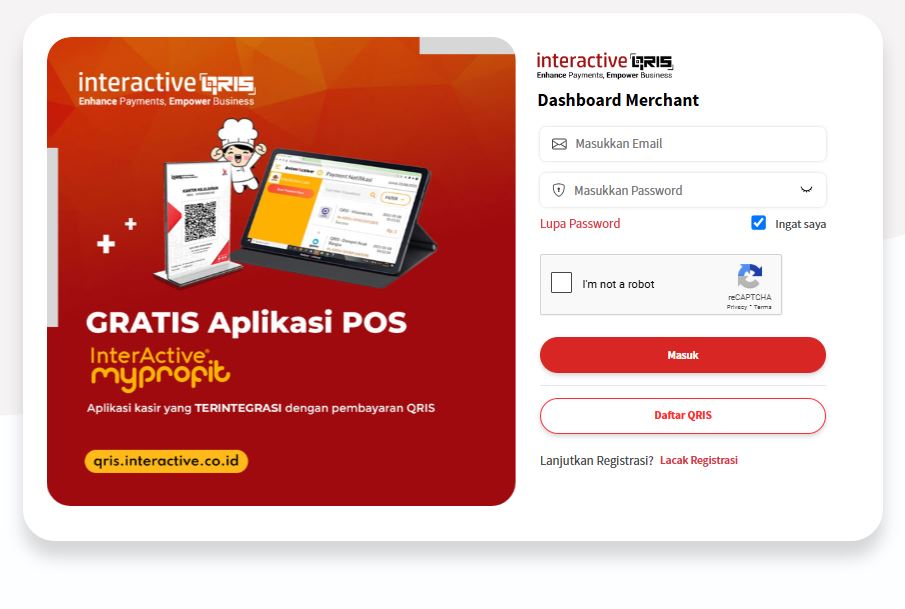 interactive QRIS
Enhance Payments, Empower Business
GRATIS Aplikasi POS
InterActive®
myprofit
Aplikasi kasir yang TERINTEGRASI dengan pembayaran QRIS
qris.interactive.co.id
Payment Notifikasi
FILTER
interactive QRIS
Enhance Payments, Empower Business
Dashboard Merchant
Masukkan Email
Masukkan Password
Lupa Password
Ingat saya
I'm not a robot
reCAPTCHA
Privacy - Terms
Masuk
Daftar QRIS
Lanjutkan Registrasi? Lacak Registrasi